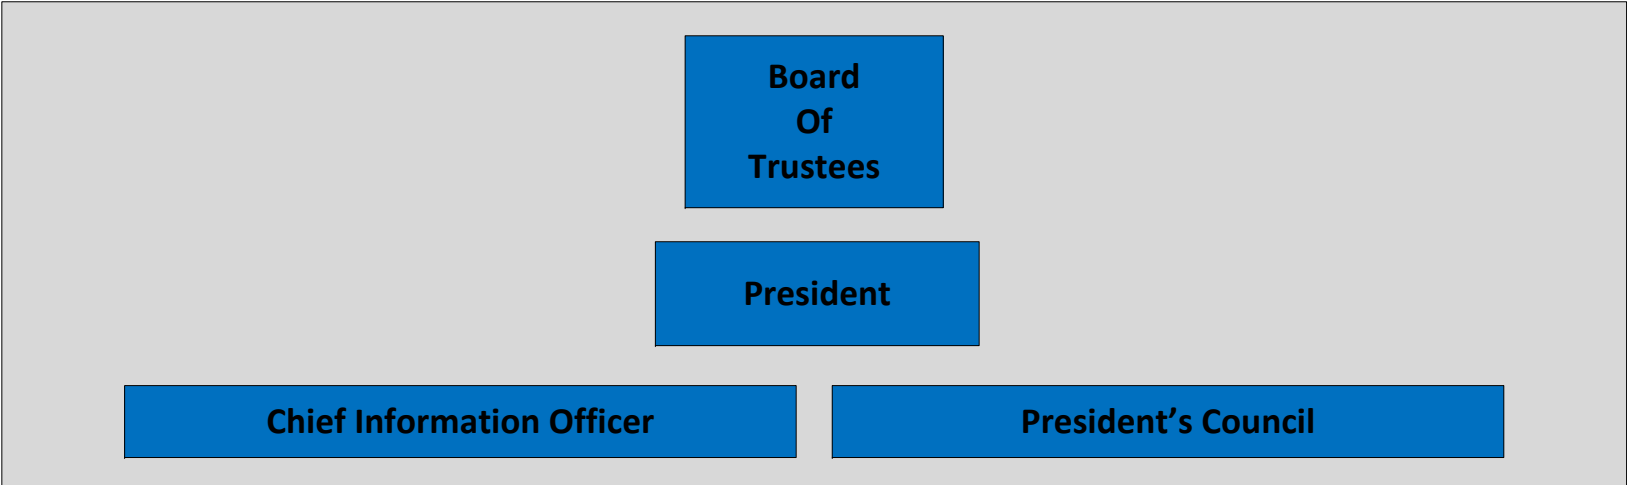 Board
Of
Trustees
President
Chief Information Officer
President’s Council